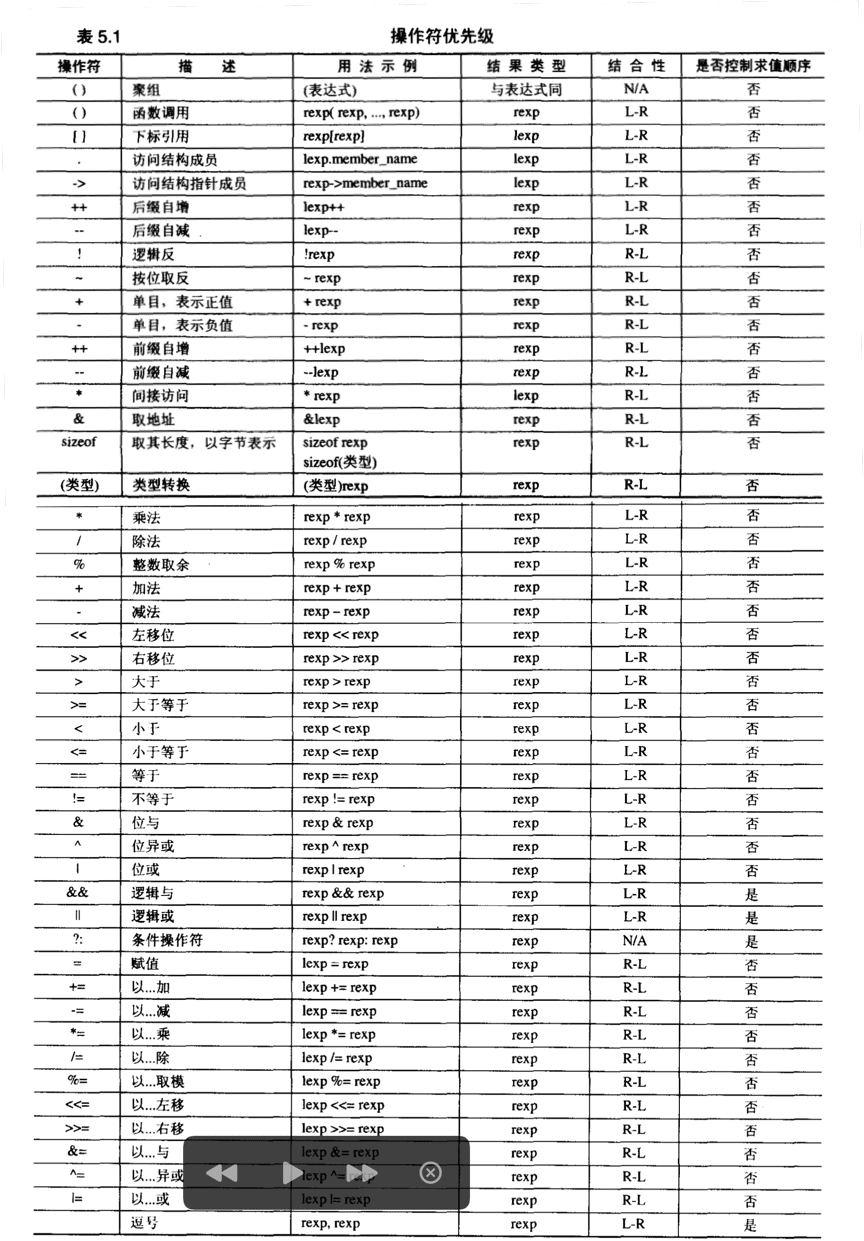 表 5.1 操作符优先级
操作符 描 述 用 法 示 例 结 果 类 型 结 合 性 是否控制求值顺序
( ) 聚组 (表达式) 与表达式同 N/A 否
( ) 函数调用 rexp( rexp, ..., rexp) rexp L-R 否
[ ] 下标引用 rexp[rexp] lexp L-R 否
. 访问结构成员 lexp.member_name lexp L-R 否
-> 访问结构指针成员 rexp->member_name lexp L-R 否
++ 后缀自增 lexp++ rexp L-R 否
-- 后缀自减 lexp-- rexp L-R 否
! 逻辑反 !rexp rexp R-L 否
~ 按位取反 ~ rexp rexp R-L 否
+ 单目，表示正值 + rexp rexp R-L 否
- 单目，表示负值 - rexp rexp R-L 否
++ 前缀自增 ++lexp rexp R-L 否
-- 前缀自减 --lexp rexp R-L 否
* 间接访问 * rexp lexp R-L 否
& 取地址 &lexp rexp R-L 否
sizeof 取其长度，以字节表示 sizeof rexp rexp R-L 否
sizeof(类型)
(类型) 类型转换 (类型)rexp rexp R-L 否
* 乘法 rexp * rexp rexp L-R 否
/ 除法 rexp / rexp rexp L-R 否
% 整数取余 rexp % rexp rexp L-R 否
+ 加法 rexp + rexp rexp L-R 否
- 减法 rexp – rexp rexp L-R 否
<< 左移位 rexp << rexp rexp L-R 否
>> 右移位 rexp >> rexp rexp L-R 否
> 大于 rexp > rexp rexp L-R 否
>= 大于等于 rexp >= rexp rexp L-R 否
< 小于 rexp < rexp rexp L-R 否
<= 小于等于 rexp <= rexp rexp L-R 否
== 等于 rexp == rexp rexp L-R 否
!= 不等于 rexp != rexp rexp L-R 否
& 位与 rexp & rexp rexp L-R 否
^ 位异或 rexp ^ rexp rexp L-R 否
| 位或 rexp | rexp rexp L-R 否
&& 逻辑与 rexp && rexp rexp L-R 是
|| 逻辑或 rexp || rexp rexp L-R 是
?: 条件操作符 rexp? rexp: rexp rexp N/A 是
= 赋值 lexp = rexp rexp R-L 否
+= 以...加 lexp += rexp rexp R-L 否
-= 以...减 lexp == rexp rexp R-L 否
*= 以...乘 lexp *= rexp rexp R-L 否
/= 以...除 lexp /= rexp rexp R-L 否
%= 以...取模 lexp %= rexp rexp R-L 否
<<= 以...左移 lexp <<= rexp rexp R-L 否
>>= 以...右移 lexp >>= rexp rexp R-L 否
&= 以...与 lexp &= rexp rexp R-L 否
^= 以...异或 lexp ^= rexp R-L 否
|= 以...或 lexp |= rexp rexp R-L 否
逗号 rexp, rexp rexp L-R 是